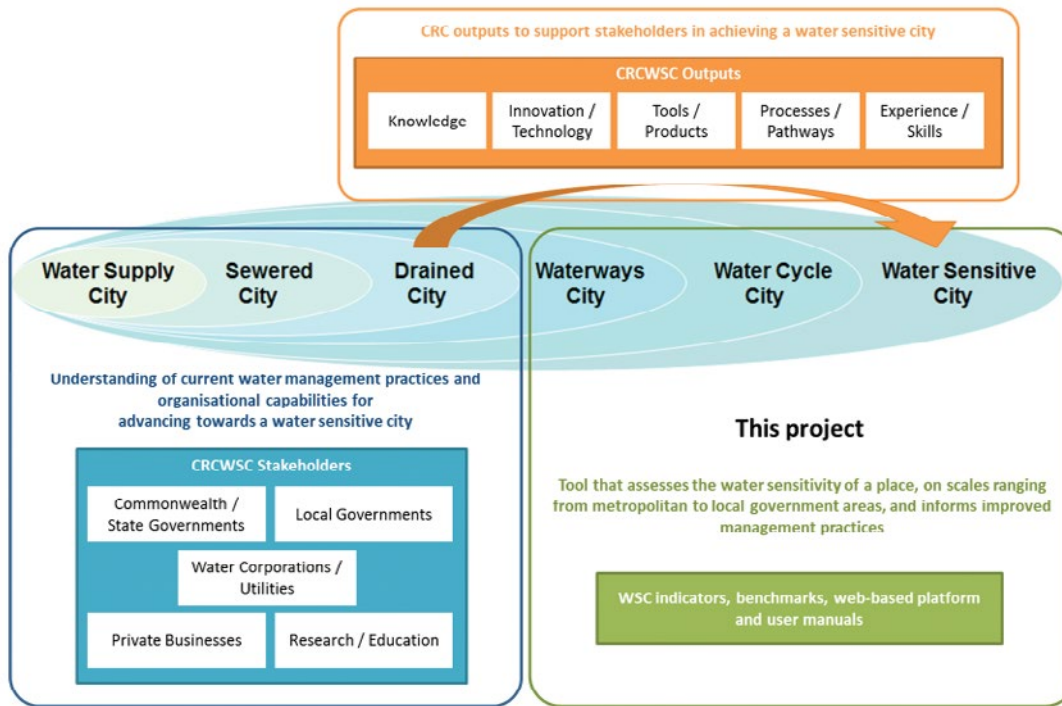 CRC outputs to support stakeholders in achieving a water sensitive city
CRCWSC Outputs
Knowledge
Innovation /
Technology
Tools /
Products
Processes /
Pathways
Experience /
Skills
Water Supply
City
Sewered
City
Drained
City
Waterways
City
Water Cycle
City
Water Sensitive
City
Understanding of current water management practices and
organisational capabilities for
advancing towards a water sensitive city
CRCWSC Stakeholders
Commonwealth /
State Governments
Local Governments
Water Corporations /
Utilities
Private Businesses
Research / Education
This project
Tool that assesses the water sensitivity of a place, on scales ranging
from metropolitan to local government areas, and informs improved
management practices
WSC indicators, benchmarks, web-based platform
and user manuals